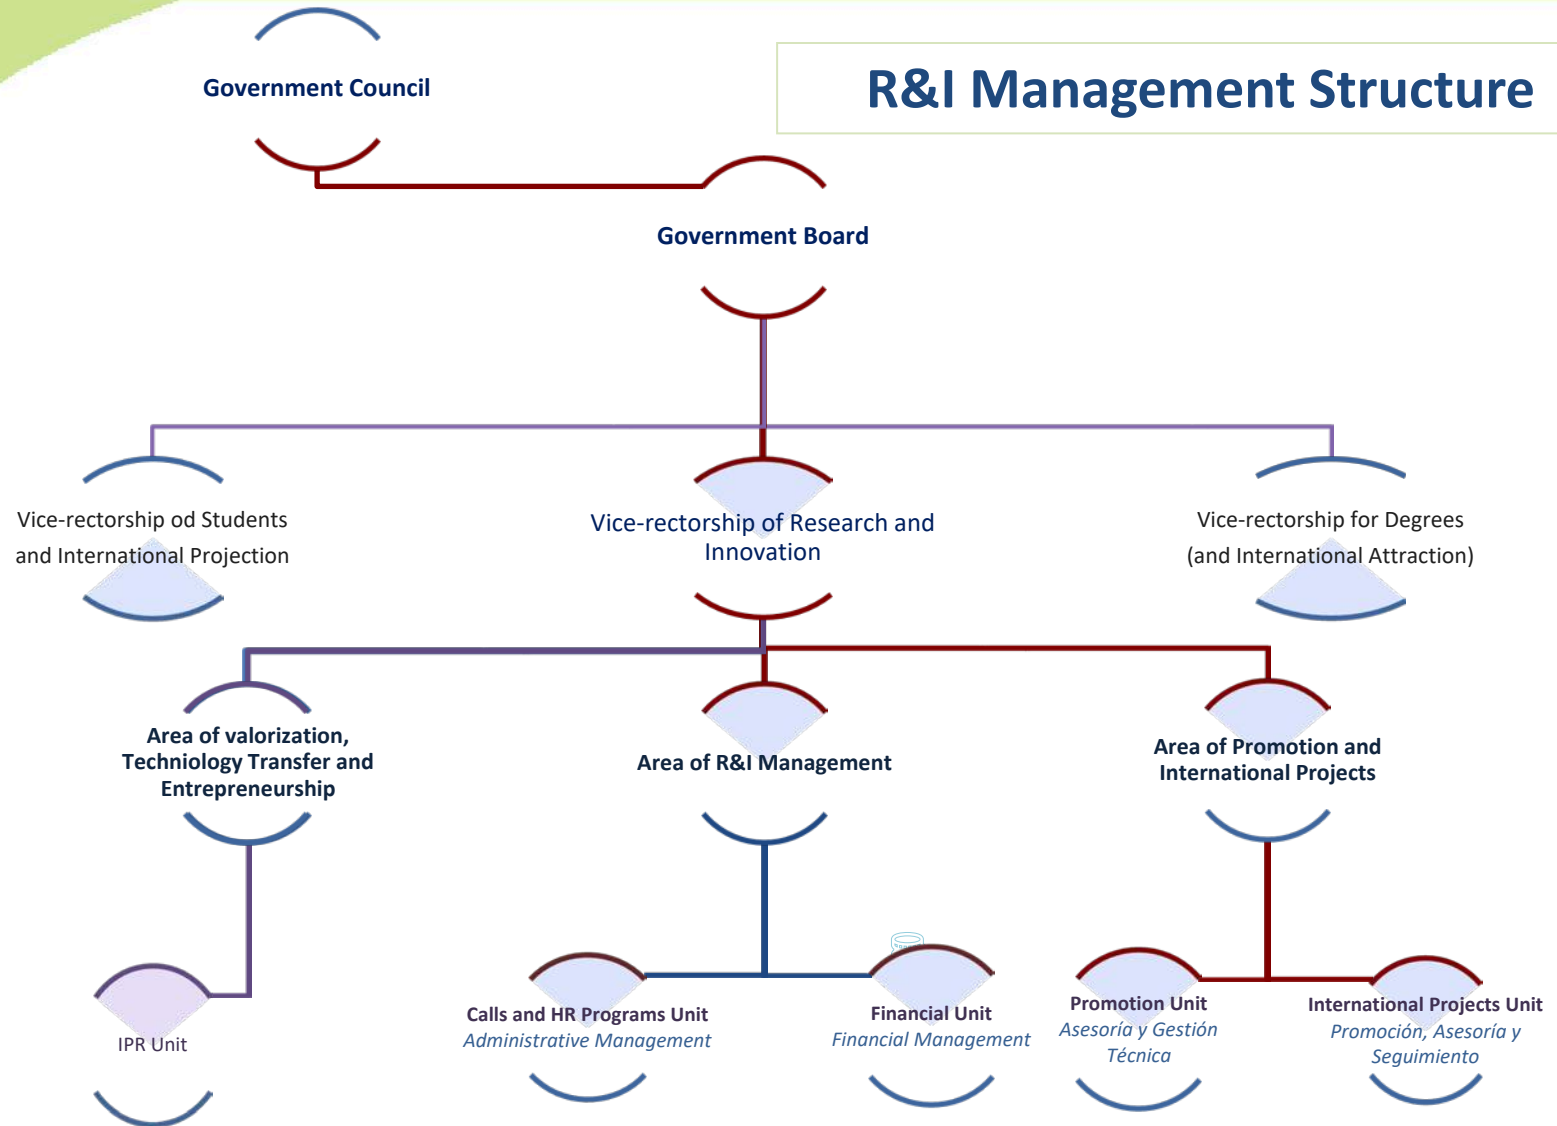 R&I Management Structure
Government Council
Government Board
Vice-rectorship od Students
and International Projection
Vice-rectorship of Research and
Innovation
Vice-rectorship for Degrees
(and International Attraction)
Area of valorization,
Techniology Transfer and
Entrepreneurship
Area of R&I Management
Area of Promotion and
International Projects
IPR Unit
Calls and HR Programs Unit
Administrative Management
Financial Unit
Financial Management
Promotion Unit
Asesoría y Gestión
Técnica
International Projects Unit
Promoción, Asesoría y
Seguimiento